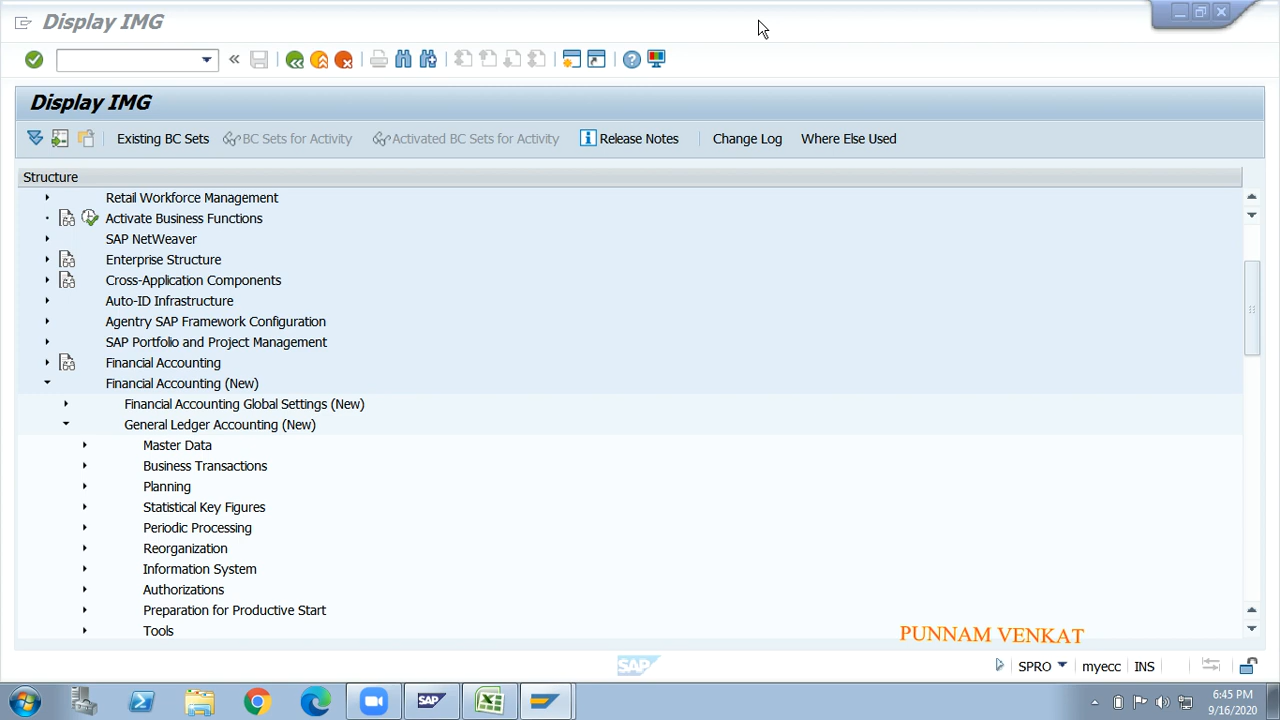 Display IMG
Display IMG
Existing BC Sets BC Sets for Activity Activated BC Sets for Activity Release Notes Change Log Where Else Used
Structure
Retail Workforce Management
Activate Business Functions
SAP NetWeaver
Enterprise Structure
Cross-Application Components
Auto-ID Infrastructure
Agentry SAP Framework Configuration
SAP Portfolio and Project Management
Financial Accounting
Financial Accounting (New)
Financial Accounting Global Settings (New)
General Ledger Accounting (New)
Master Data
Business Transactions
Planning
Statistical Key Figures
Periodic Processing
Reorganization
Information System
Authorizations
Preparation for Productive Start
Tools
PUNNAM VENKAT
SAP SPRO myecc INS
SAP
6:45 PM
9/16/2020